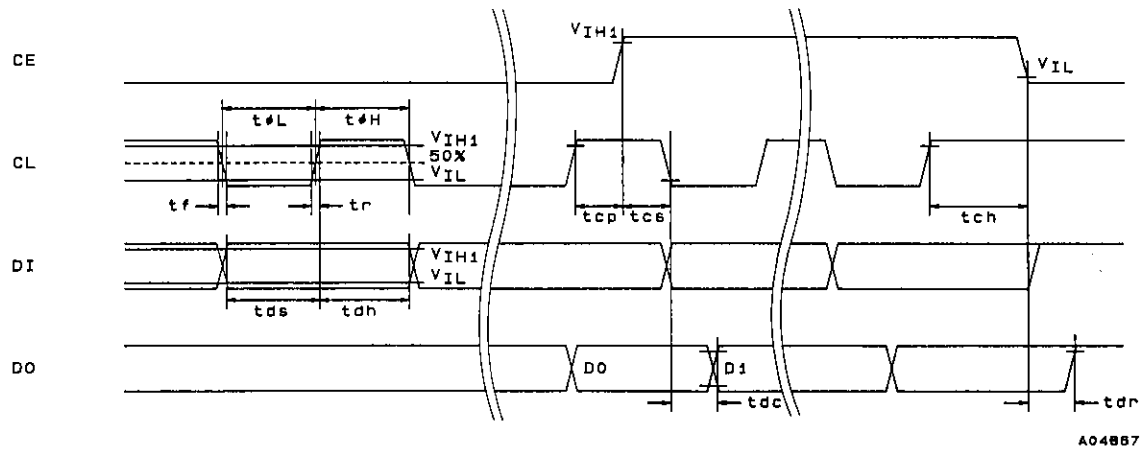 CE
VIH1
VIL
tøL
tøH
CL
VIH1
50%
VIL
tf
tr
tcp
tcs
tch
DI
VIH1
VIL
tds
tdh
DO
D0
D1
tdc
tdr
A04867